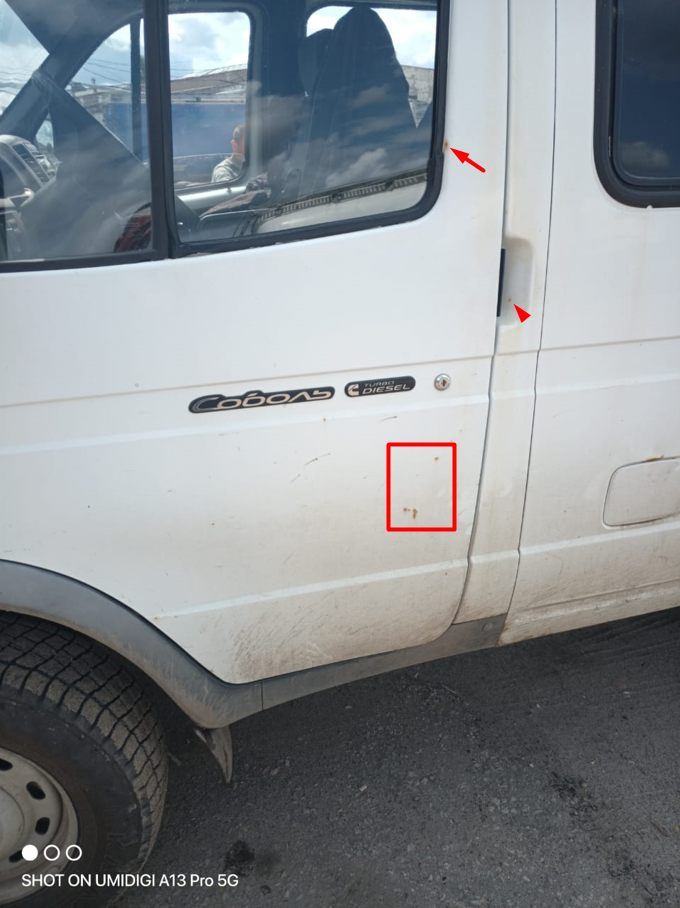 Соболь
TURBO
DIESEL
SHOT ON UMIDIGI A13 Pro 5G